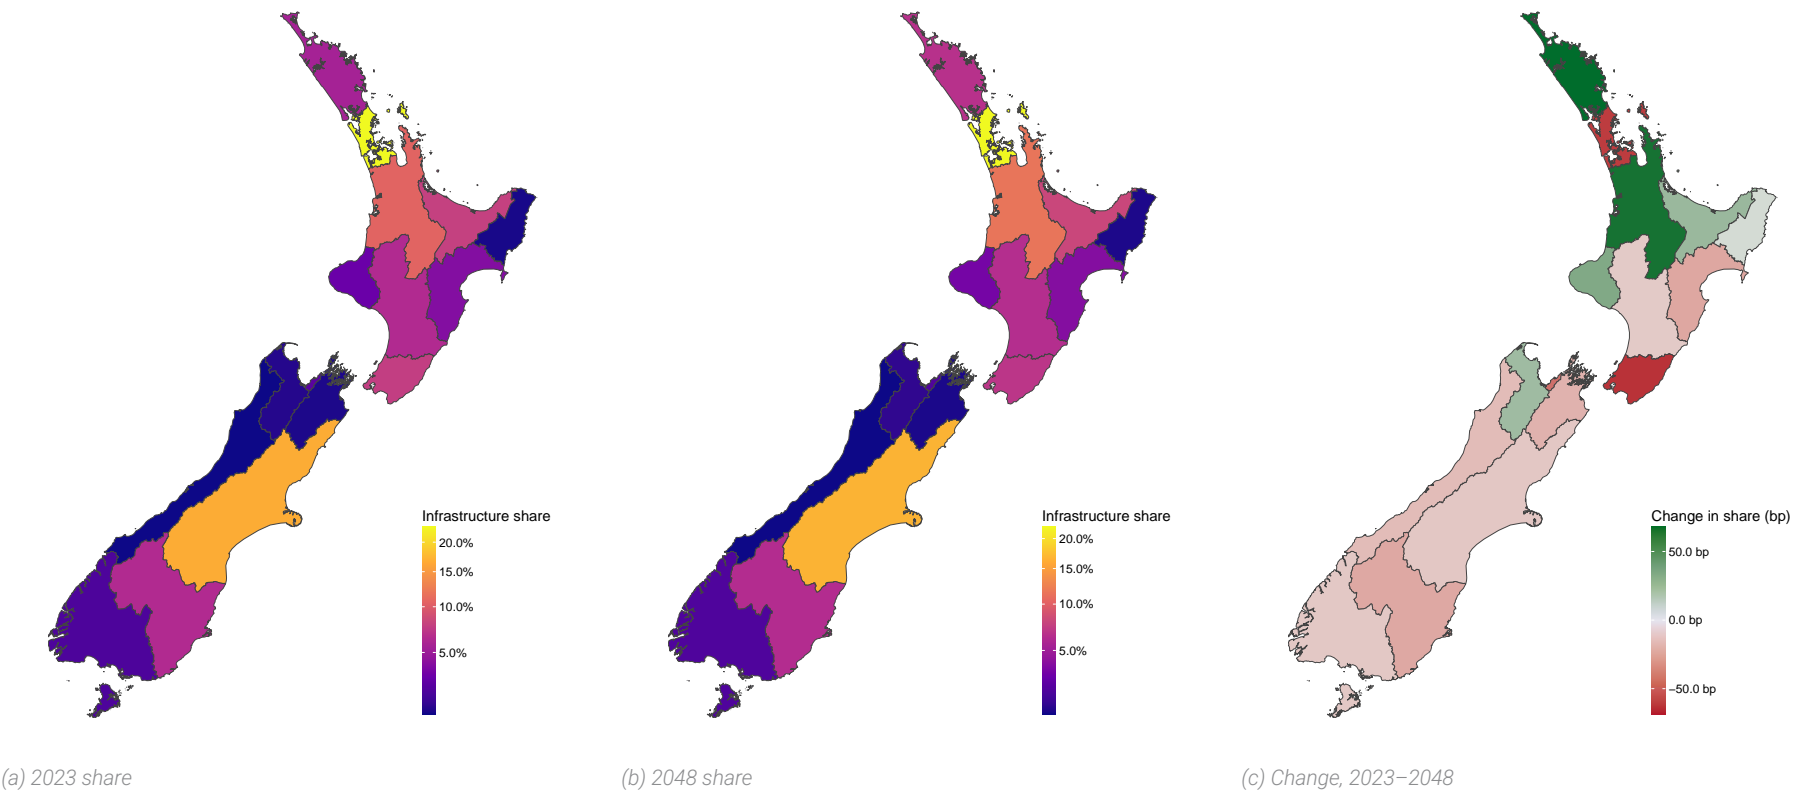 Infrastructure share
20.0%
15.0%
10.0%
5.0%
Infrastructure share
20.0%
15.0%
10.0%
5.0%
Change in share (bp)
50.0 bp
0.0 bp
−50.0 bp
(a) 2023 share
(b) 2048 share
(c) Change, 2023–2048